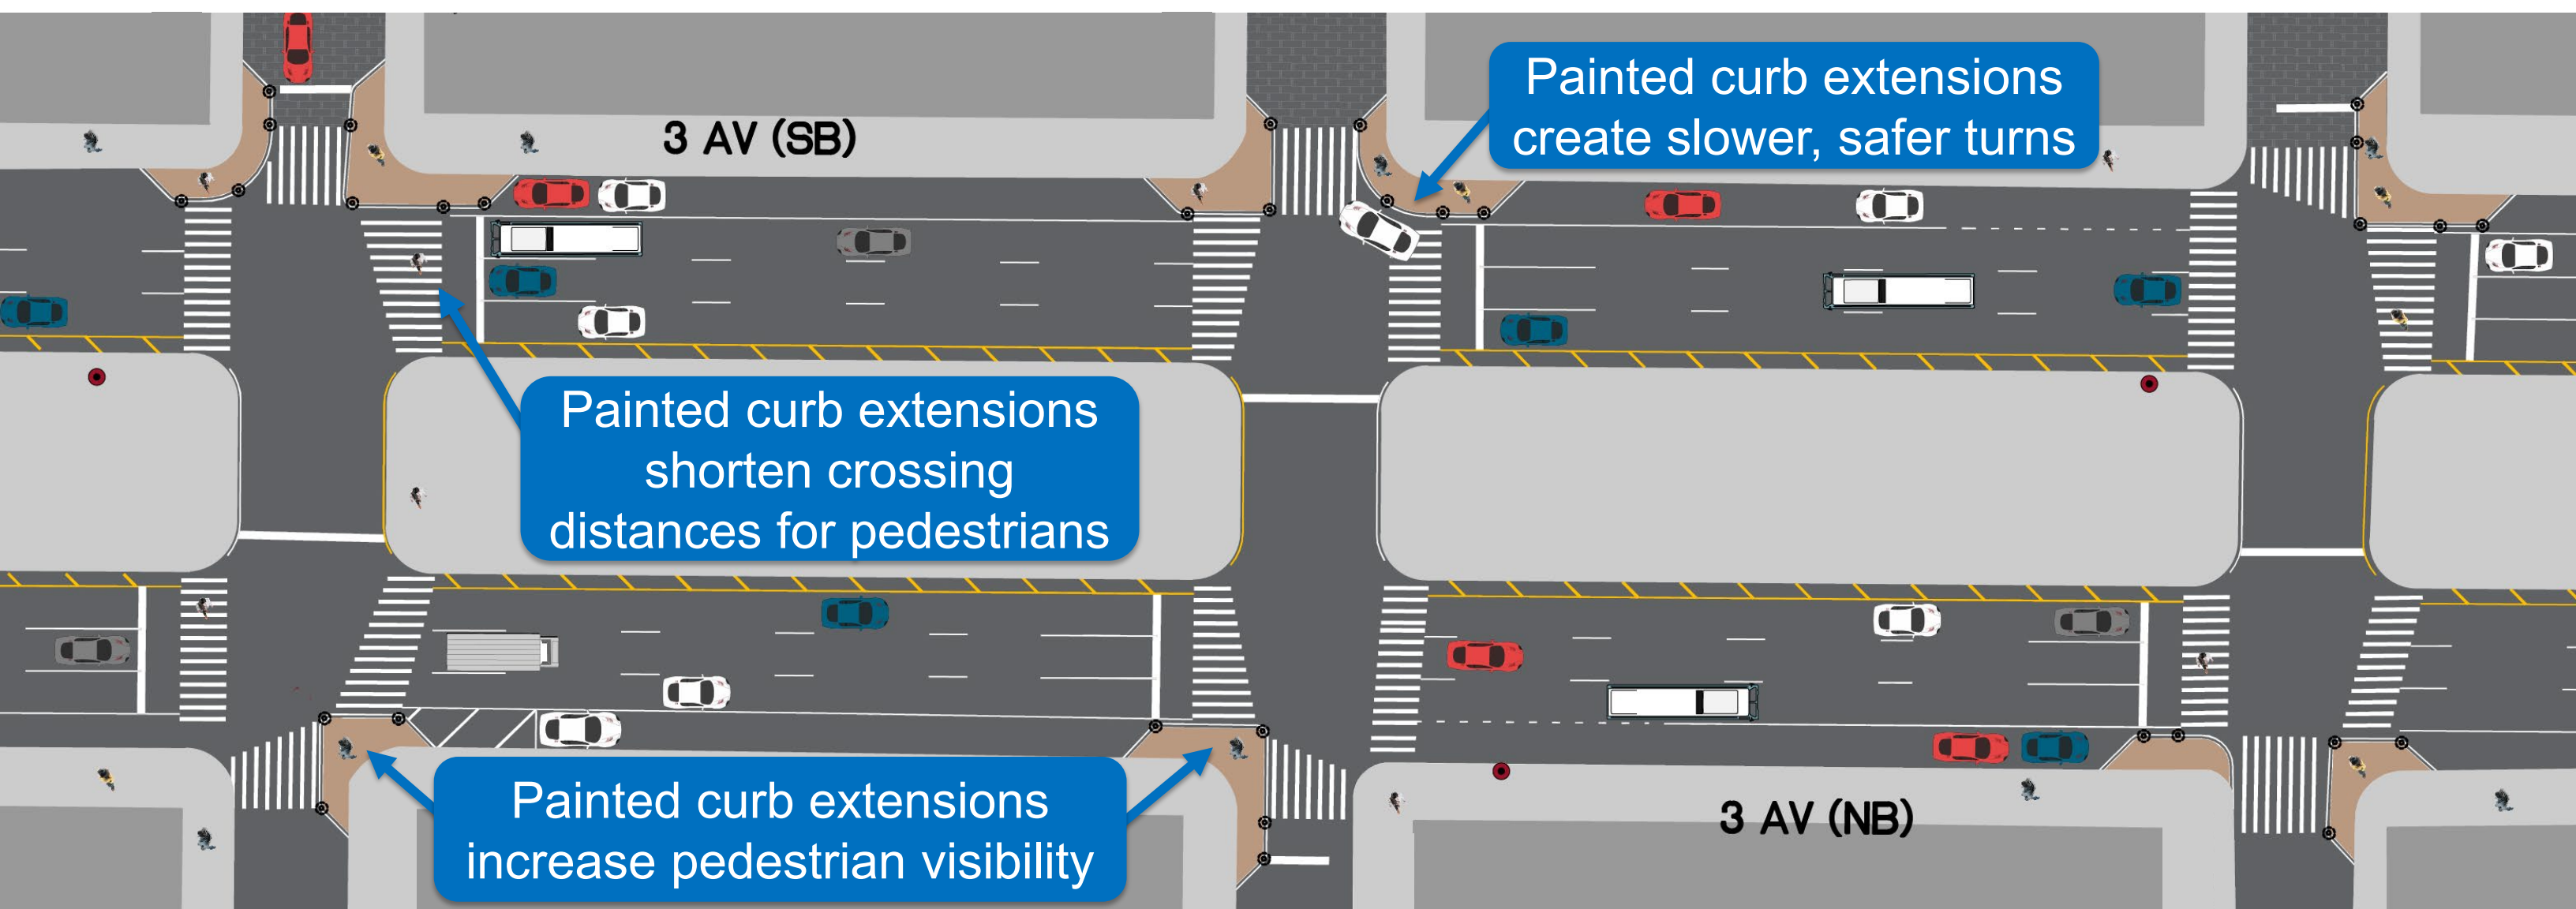 Painted curb extensions
create slower, safer turns
3 AV (SB)
Painted curb extensions
shorten crossing
distances for pedestrians
Painted curb extensions
increase pedestrian visibility
3 AV (NB)